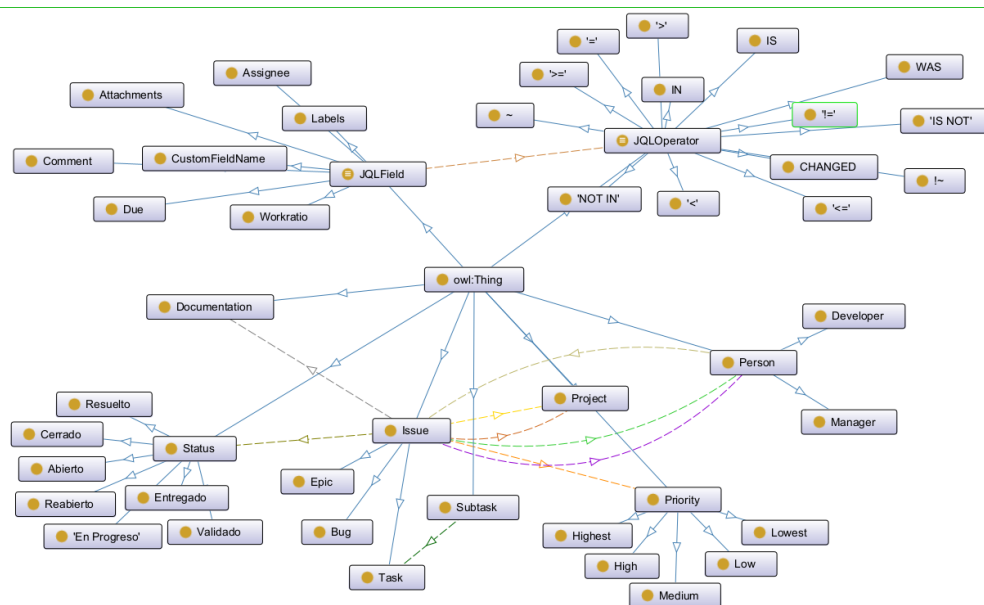 '>'
'='
IS
'>='
WAS
Assignee
IN
Attachments
'!='
~
Labels
'IS NOT'
JQLOperator
Comment
CustomFieldName
CHANGED
JQLField
!~
'NOT IN'
'<'
Due
'<='
Workratio
owl:Thing
Documentation
Developer
Person
Project
Resuelto
Manager
Cerrado
Issue
Status
Abierto
Epic
Entregado
Priority
Reabierto
Subtask
Bug
Validado
Lowest
'En Progreso'
Highest
Low
High
Task
Medium